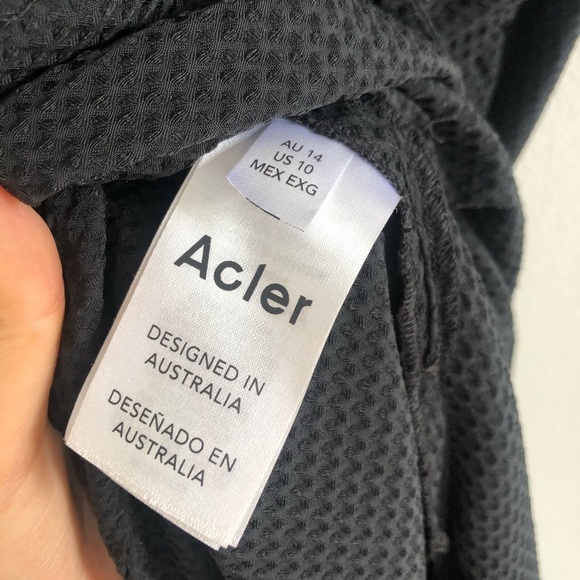 AU 14
US 10
MEX EXG
Acler
DESIGNED IN
AUSTRALIA
DESEÑADO EN
AUSTRALIA